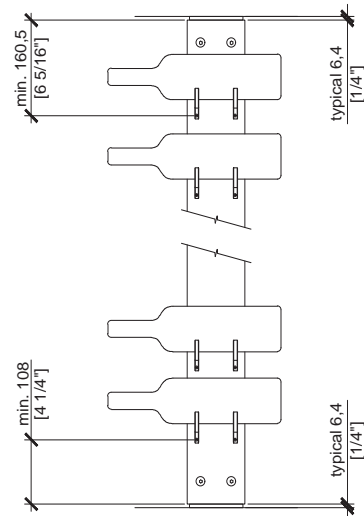 min. 160,5
[6 5/16"]
typical 6,4
[1/4"]
min. 108
[4 1/4"]
typical 6,4
[1/4"]